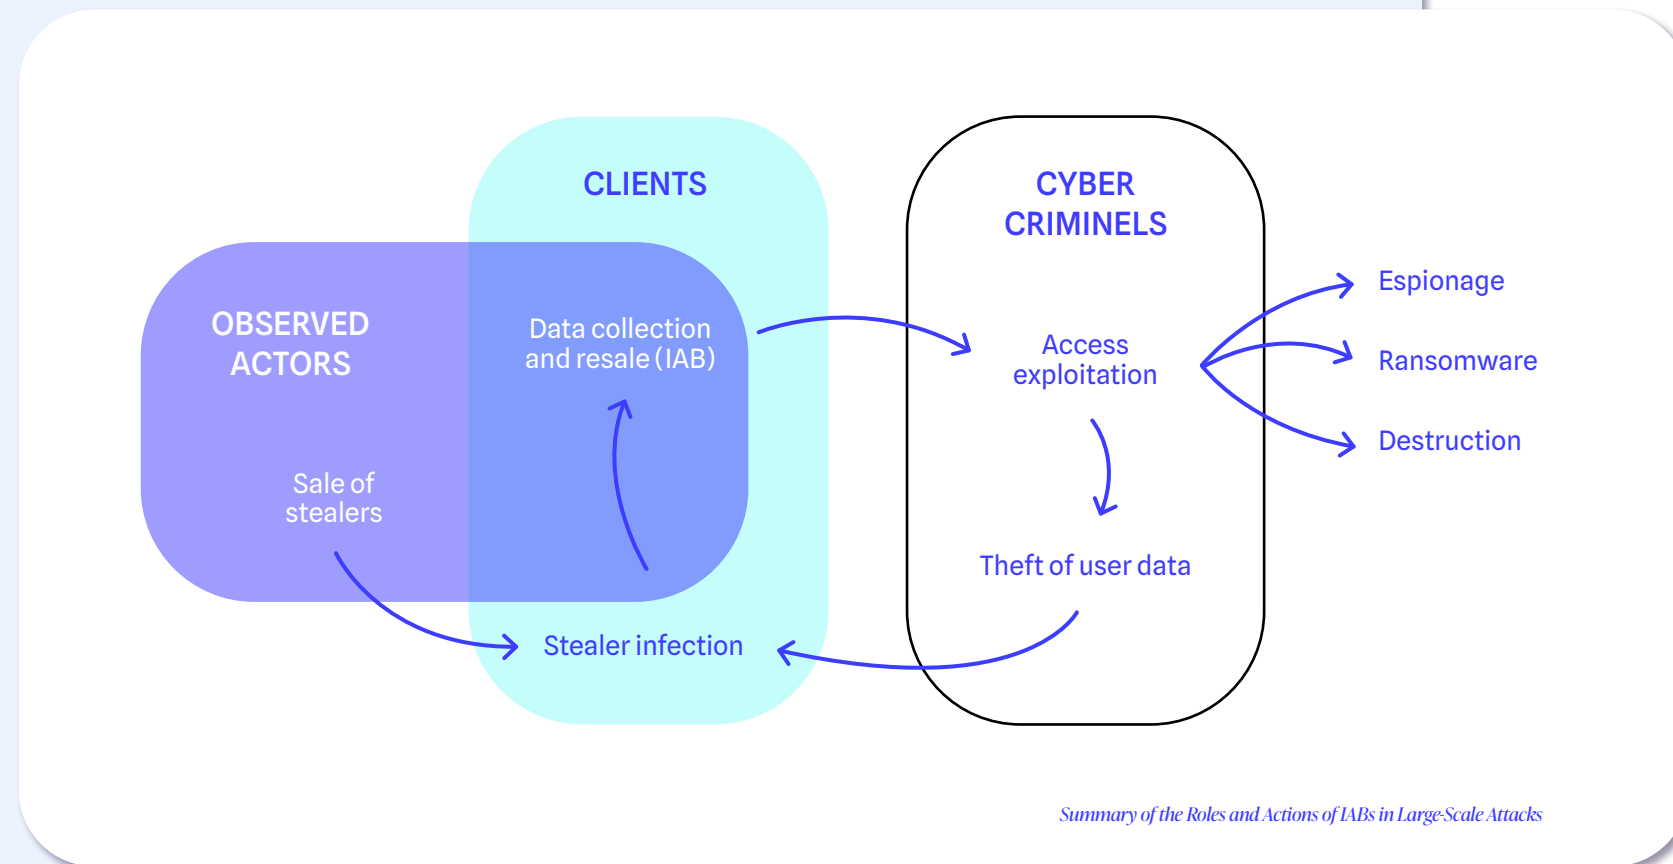 CLIENTS
CYBER
CRIMINELS
OBSERVED
ACTORS
Data collection
and resale (IAB)
Sale of
stealers
Stealer infection
Access
exploitation
Theft of user data
Espionage
Ransomware
Destruction
Summary of the Roles and Actions of IABs in Large-Scale Attacks